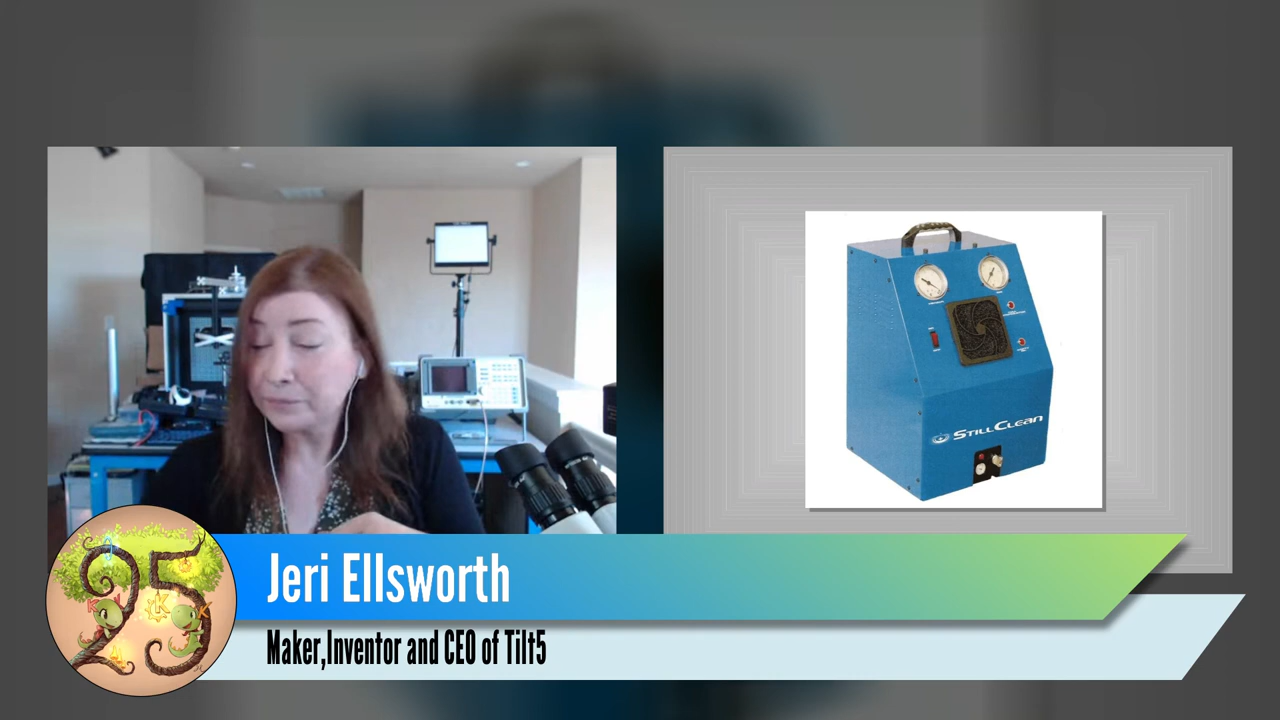 STILLCLEAN
25
K
K
K
Jeri Ellsworth
Maker,Inventor and CEO of Tilt5